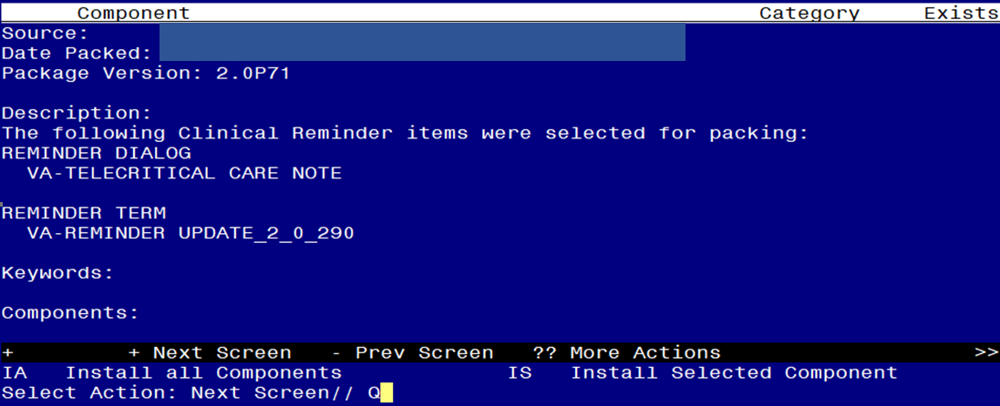 Component Category Exists
Source:
Date Packed:
Package Version: 2.0P71
Description:
The following Clinical Reminder items were selected for packing:
REMINDER DIALOG
VA-TELECRITICAL CARE NOTE
REMINDER TERM
VA-REMINDER UPDATE_2_0_290
Keywords:
Components:
+ + Next Screen - Prev Screen ?? More Actions >>
IA Install all Components IS Install Selected Component
Select Action: Next Screen// Q